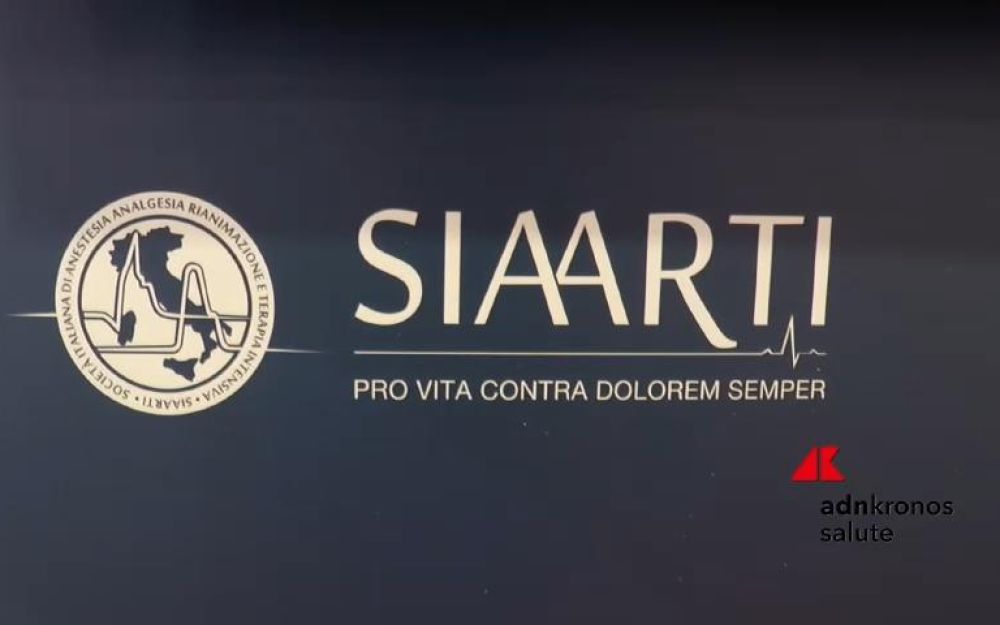 SOCIETÀ ITALIANA DI ANESTESIA ANALGESIA RIANIMAZIONE E TERAPIA INTENSIVA • SIAARTI •
SIAARTI
PRO VITA CONTRA DOLOREM SEMPER
adnkronos
salute